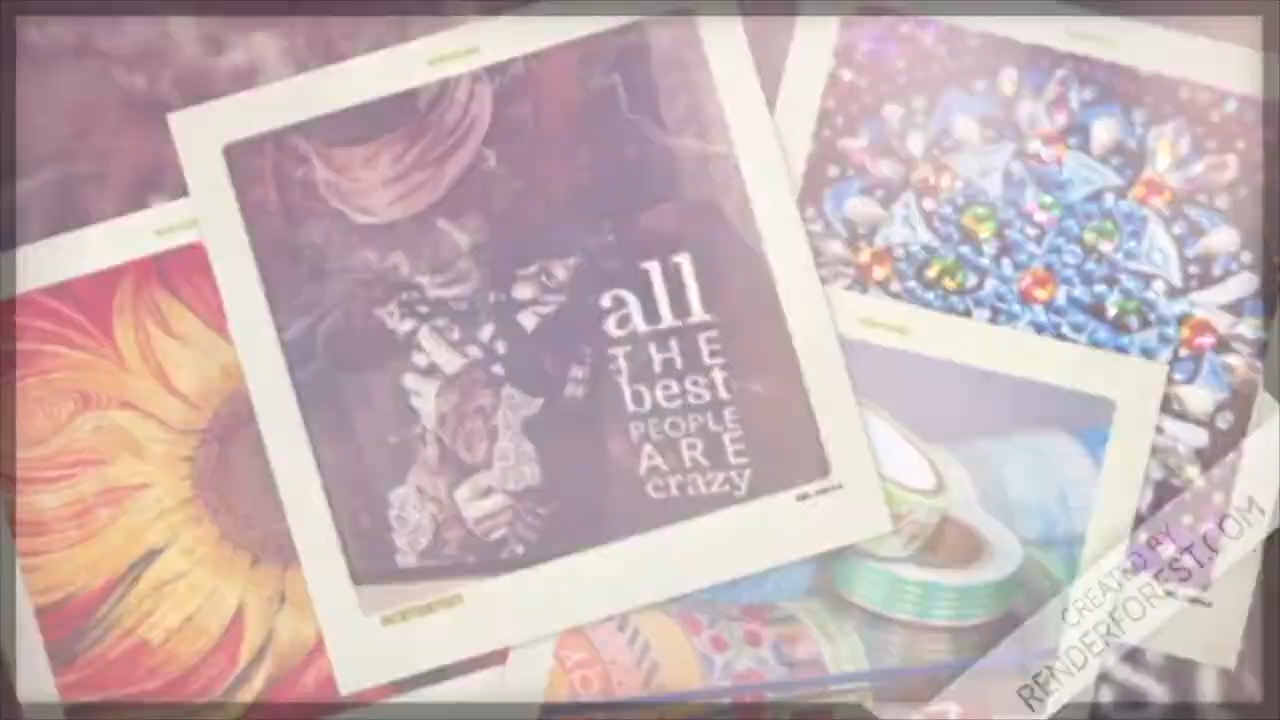 all
THE
best
PEOPLE
ARE
crazy
CREATED BY
RENDERFOREST.COM